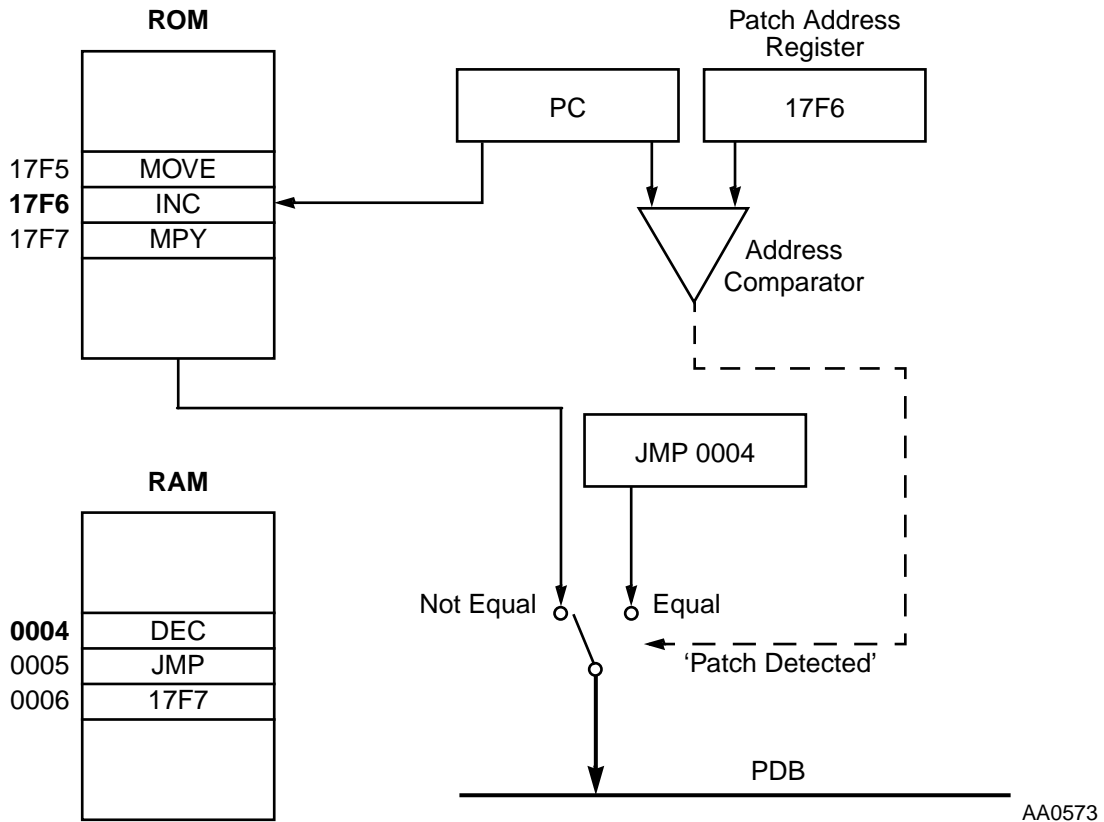 ROM
Patch Address
Register
PC
17F6
17F5 MOVE
17F6 INC
17F7 MPY
Address
Comparator
JMP 0004
RAM
Not Equal
Equal
0004 DEC
0005 JMP
0006 17F7
‘Patch Detected’
PDB
AA0573